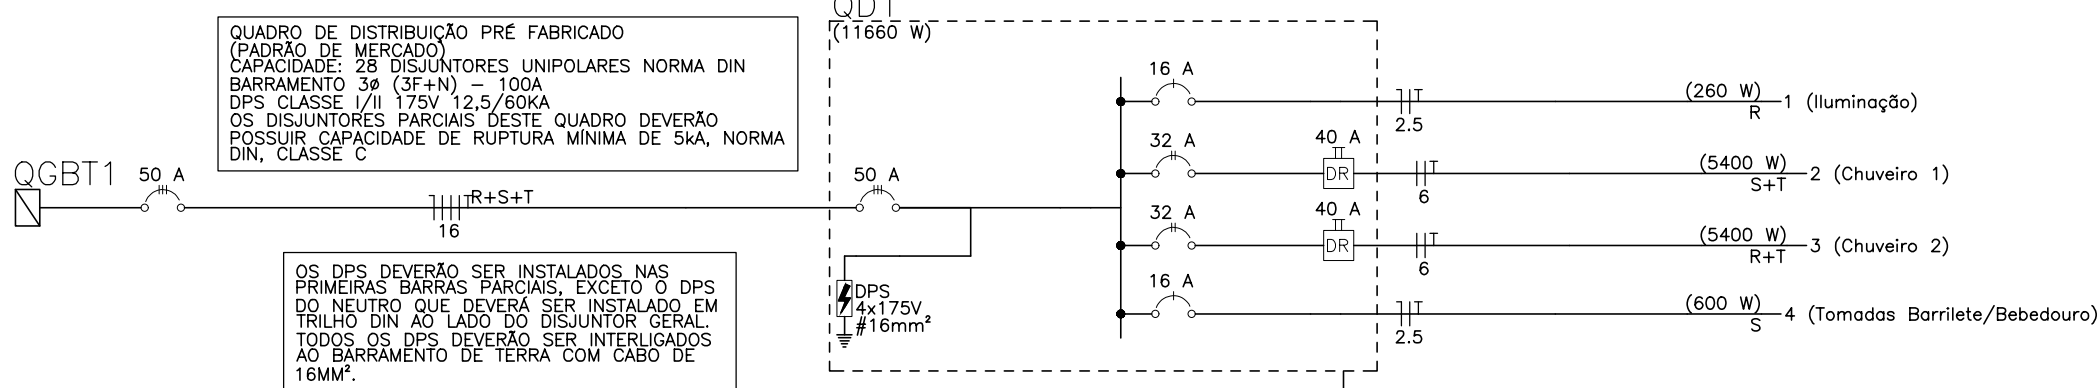 QUADRO DE DISTRIBUIÇÃO PRÉ FABRICADO
(PADRÃO DE MERCADO)
CAPACIDADE: 28 DISJUNTORES UNIPOLARES NORMA DIN
BARRAMENTO 3ø (3F+N) – 100A
DPS CLASSE I/II 175V 12,5/60KA
OS DISJUNTORES PARCIAIS DESTE QUADRO DEVERÃO
POSSUIR CAPACIDADE DE RUPTURA MÍNIMA DE 5kA, NORMA
DIN, CLASSE C
QGBT1
50 A
R+S+T
16
OS DPS DEVERÃO SER INSTALADOS NAS
PRIMEIRAS BARRAS PARCIAIS, EXCETO O DPS
DO NEUTRO QUE DEVERÁ SER INSTALADO EM
TRILHO DIN AO LADO DO DISJUNTOR GERAL.
TODOS OS DPS DEVERÃO SER INTERLIGADOS
AO BARRAMENTO DE TERRA COM CABO DE
16MM².
QD1
(11660 W)
50 A
DPS
4x175V
#16mm²
16 A
2.5
(260 W)
R
1 (Iluminação)
32 A
40 A
DR
6
(5400 W)
S+T
2 (Chuveiro 1)
32 A
40 A
DR
6
(5400 W)
R+T
3 (Chuveiro 2)
16 A
2.5
(600 W)
S
4 (Tomadas Barrilete/Bebedouro)